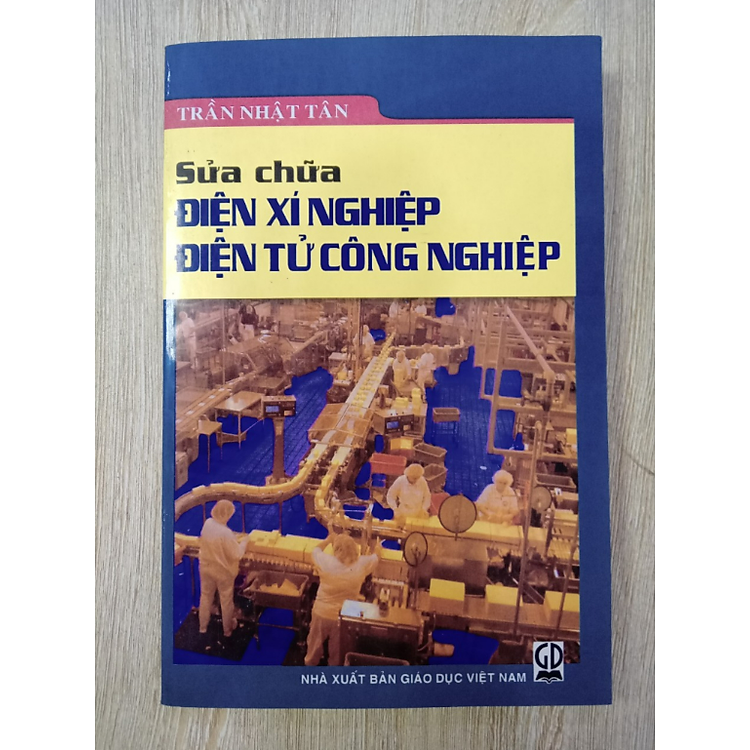 TRẦN NHẬT TÂN
Sửa chữa
ĐIỆN XÍ NGHIỆP
ĐIỆN TỬ CÔNG NGHIỆP
GD
NHÀ XUẤT BẢN GIÁO DỤC VIỆT NAM